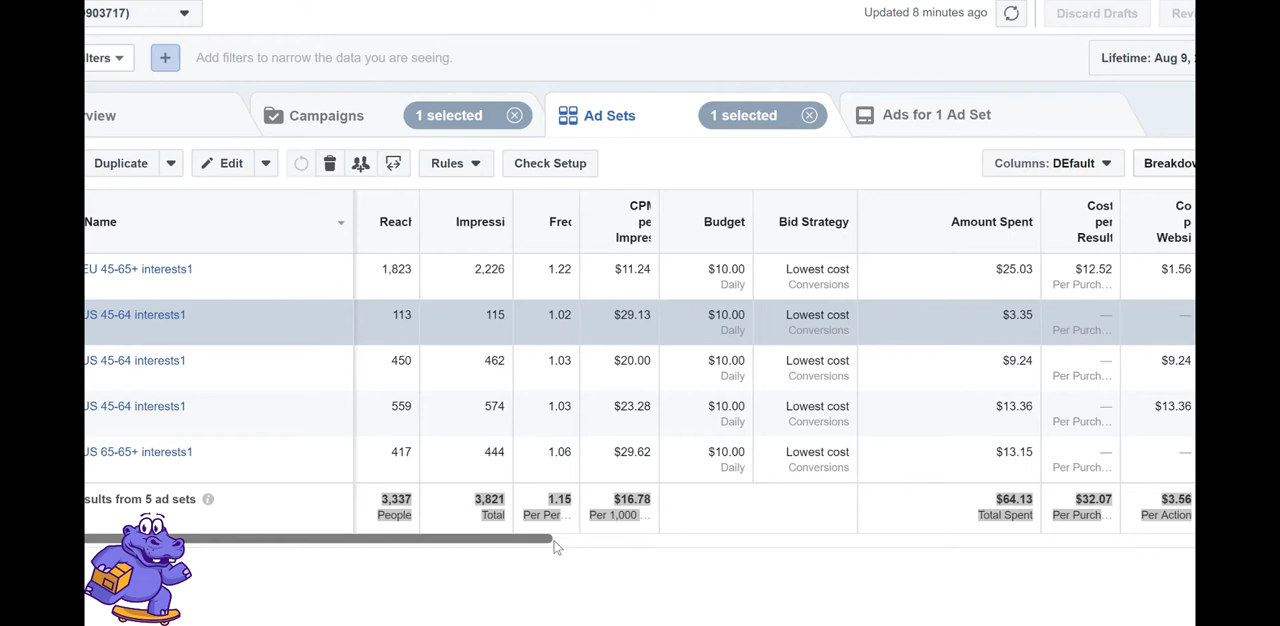 903717)
Updated 8 minutes ago
Discard Drafts
Rev
lters
+
Add filters to narrow the data you are seeing.
Lifetime: Aug 9,
rview
Campaigns
1 selected
Ad Sets
1 selected
Ads for 1 Ad Set
Duplicate
Edit
Rules
Check Setup
Columns: DEfault
Breakdow
Name
Reach
Impressi
Frec
CPM
pe
Impres
Budget
Bid Strategy
Amount Spent
Cost
per
Result
Co
p
Websi
EU 45-65+ interests1
1,823
2,226
1.22
$11.24
$10.00
Daily
Lowest cost
Conversions
$25.03
$12.52
Per Purch…
$1.56
US 45-64 interests1
113
115
1.02
$29.13
$10.00
Daily
Lowest cost
Conversions
$3.35
—
Per Purch…
—
US 45-64 interests1
450
462
1.03
$20.00
$10.00
Daily
Lowest cost
Conversions
$9.24
—
Per Purch…
$9.24
US 45-64 interests1
559
574
1.03
$23.28
$10.00
Daily
Lowest cost
Conversions
$13.36
—
Per Purch…
$13.36
US 65-65+ interests1
417
444
1.06
$29.62
$10.00
Daily
Lowest cost
Conversions
$13.15
—
Per Purch…
—
sults from 5 ad sets
3,337
People
3,821
Total
1.15
Per Per…
$16.78
Per 1,000 …
$64.13
Total Spent
$32.07
Per Purch…
$3.56
Per Action